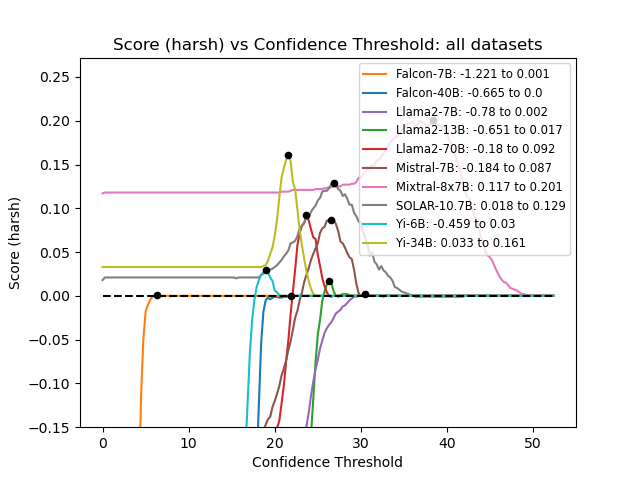 Score (harsh) vs Confidence Threshold: all datasets
Score (harsh)
0.25
0.20
0.15
0.10
0.05
0.00
−0.05
−0.10
−0.15
Falcon-7B: -1.221 to 0.001
Falcon-40B: -0.665 to 0.0
Llama2-7B: -0.78 to 0.002
Llama2-13B: -0.651 to 0.017
Llama2-70B: -0.18 to 0.092
Mistral-7B: -0.184 to 0.087
Mixtral-8x7B: 0.117 to 0.201
SOLAR-10.7B: 0.018 to 0.129
Yi-6B: -0.459 to 0.03
Yi-34B: 0.033 to 0.161
0 10 20 30 40 50
Confidence Threshold